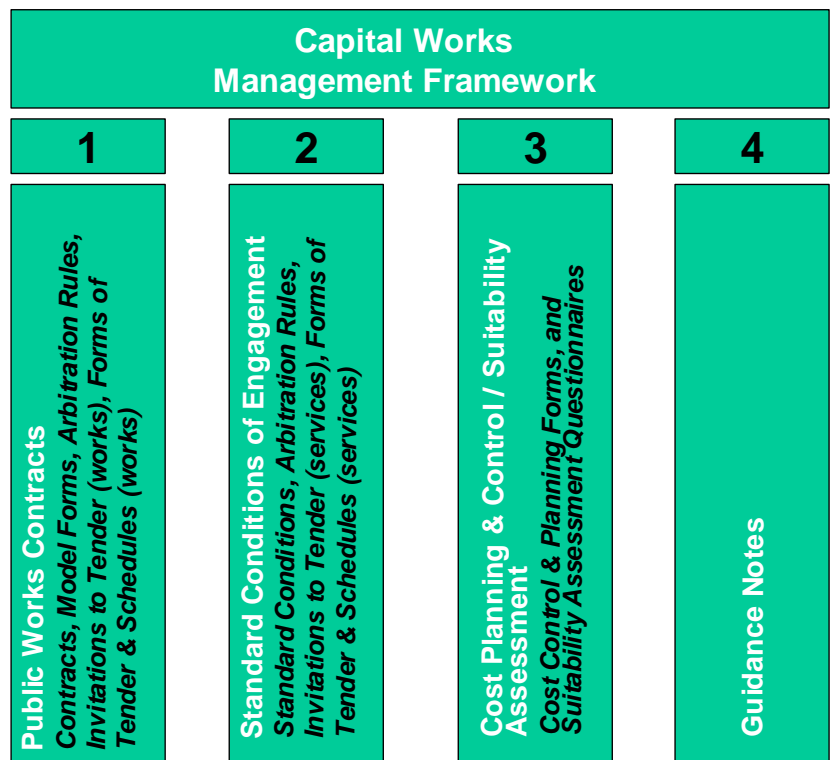 Capital Works
Management Framework
1
2
3
4
Public Works Contracts
Contracts, Model Forms, Arbitration Rules,
Invitations to Tender (works), Forms of
Tender & Schedules (works)
Standard Conditions of Engagement
Standard Conditions, Arbitration Rules,
Invitations to Tender (services), Forms of
Tender & Schedules (services)
Cost Planning & Control / Suitability
Assessment
Cost Control & Planning Forms, and
Suitability Assessment Questionnaires
Guidance Notes